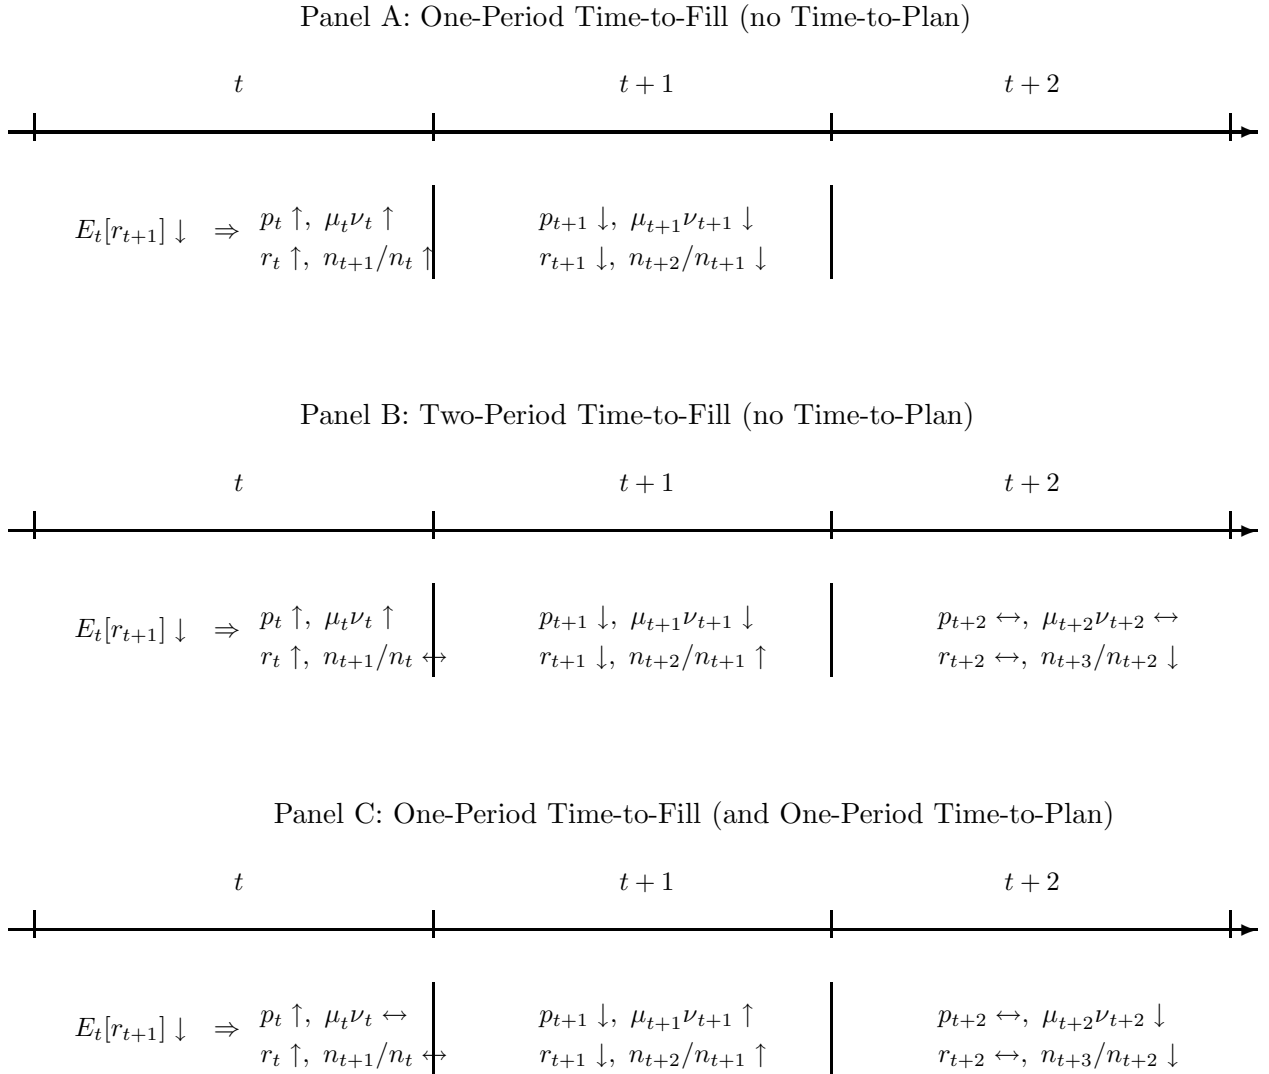 Panel A: One-Period Time-to-Fill (no Time-to-Plan)
t t + 1 t + 2
E_t[r_{t+1}] ↓ ⇒ p_t ↑, μ_tν_t ↑ p_{t+1} ↓, μ_{t+1}ν_{t+1} ↓
r_t ↑, n_{t+1}/n_t ↑ r_{t+1} ↓, n_{t+2}/n_{t+1} ↓
Panel B: Two-Period Time-to-Fill (no Time-to-Plan)
t t + 1 t + 2
E_t[r_{t+1}] ↓ ⇒ p_t ↑, μ_tν_t ↑ p_{t+1} ↓, μ_{t+1}ν_{t+1} ↓ p_{t+2} ↔, μ_{t+2}ν_{t+2} ↔
r_t ↑, n_{t+1}/n_t ↔ r_{t+1} ↓, n_{t+2}/n_{t+1} ↑ r_{t+2} ↔, n_{t+3}/n_{t+2} ↓
Panel C: One-Period Time-to-Fill (and One-Period Time-to-Plan)
t t + 1 t + 2
E_t[r_{t+1}] ↓ ⇒ p_t ↑, μ_tν_t ↔ p_{t+1} ↓, μ_{t+1}ν_{t+1} ↑ p_{t+2} ↔, μ_{t+2}ν_{t+2} ↓
r_t ↑, n_{t+1}/n_t ↔ r_{t+1} ↓, n_{t+2}/n_{t+1} ↑ r_{t+2} ↔, n_{t+3}/n_{t+2} ↓